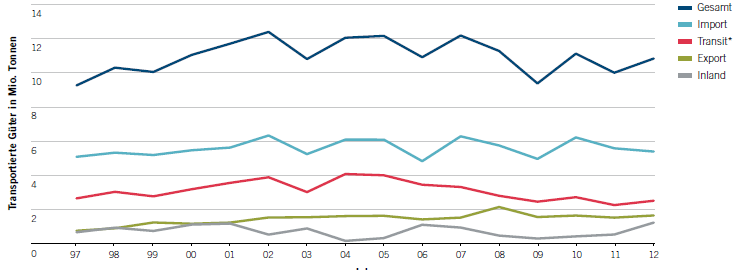 14
12
10
8
6
4
2
0
Transportierte Güter in Mio. Tonnen
97 98 99 00 01 02 03 04 05 06 07 08 09 10 11 12
Gesamt
Import
Transit*
Export
Inland